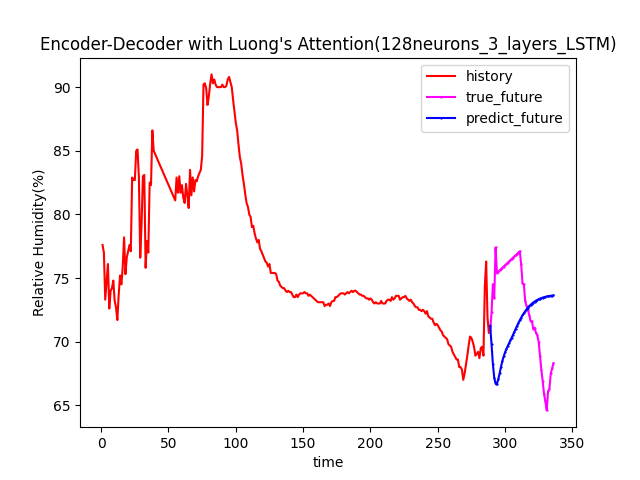 Encoder-Decoder with Luong's Attention(128neurons_3_layers_LSTM)
history
true_future
predict_future
Relative Humidity(%)
90
85
80
75
70
65
0 50 100 150 200 250 300 350
time